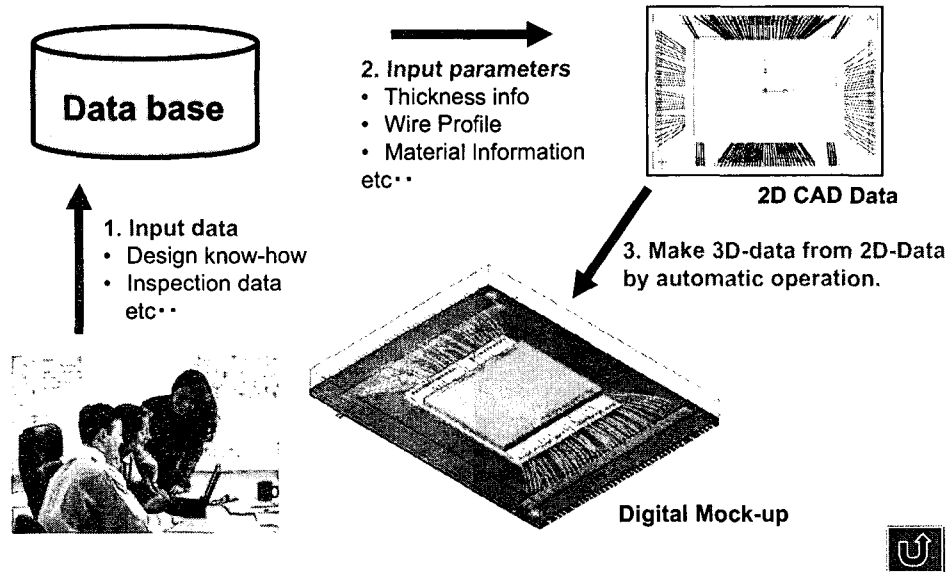 Data base
2. Input parameters
• Thickness info
• Wire Profile
• Material Information
etc··
2D CAD Data
1. Input data
• Design know-how
• Inspection data
etc··
3. Make 3D-data from 2D-Data
by automatic operation.
Digital Mock-up